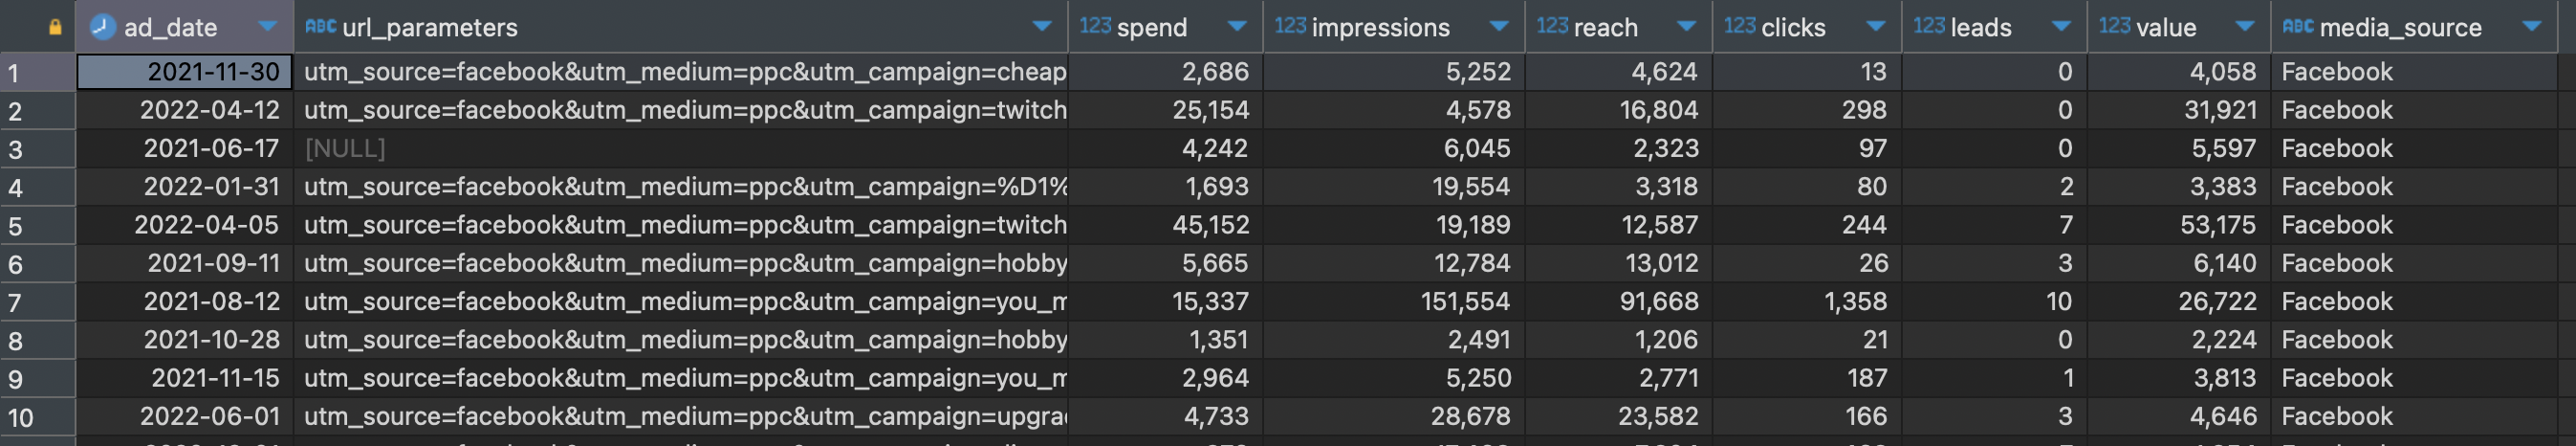 ad_date ABC url_parameters 123 spend 123 impressions 123 reach 123 clicks 123 leads 123 value ABC media_source
1 2021-11-30 utm_source=facebook&utm_medium=ppc&utm_campaign=cheap 2,686 5,252 4,624 13 0 4,058 Facebook
2 2022-04-12 utm_source=facebook&utm_medium=ppc&utm_campaign=twitch 25,154 4,578 16,804 298 0 31,921 Facebook
3 2021-06-17 [NULL] 4,242 6,045 2,323 97 0 5,597 Facebook
4 2022-01-31 utm_source=facebook&utm_medium=ppc&utm_campaign=%D1% 1,693 19,554 3,318 80 2 3,383 Facebook
5 2022-04-05 utm_source=facebook&utm_medium=ppc&utm_campaign=twitch 45,152 19,189 12,587 244 7 53,175 Facebook
6 2021-09-11 utm_source=facebook&utm_medium=ppc&utm_campaign=hobby 5,665 12,784 13,012 26 3 6,140 Facebook
7 2021-08-12 utm_source=facebook&utm_medium=ppc&utm_campaign=you_m 15,337 151,554 91,668 1,358 10 26,722 Facebook
8 2021-10-28 utm_source=facebook&utm_medium=ppc&utm_campaign=hobby 1,351 2,491 1,206 21 0 2,224 Facebook
9 2021-11-15 utm_source=facebook&utm_medium=ppc&utm_campaign=you_m 2,964 5,250 2,771 187 1 3,813 Facebook
10 2022-06-01 utm_source=facebook&utm_medium=ppc&utm_campaign=upgra 4,733 28,678 23,582 166 3 4,646 Facebook